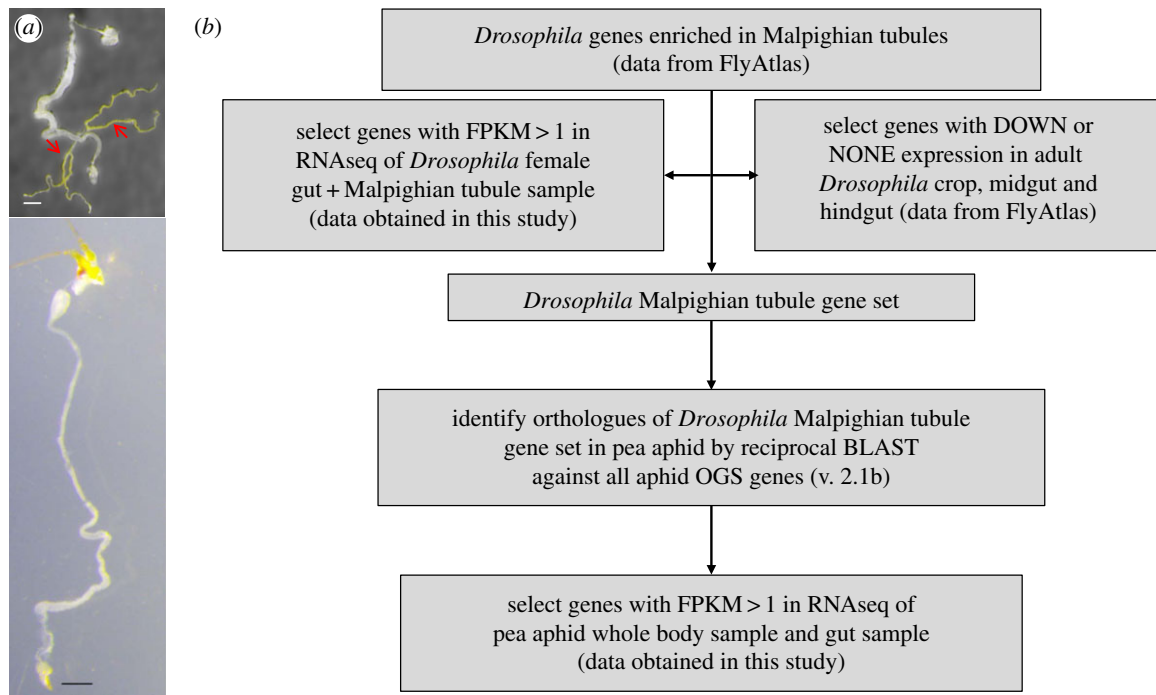 (a)
(b)
Drosophila genes enriched in Malpighian tubules
(data from FlyAtlas)
select genes with FPKM > 1 in
RNAseq of Drosophila female
gut + Malpighian tubule sample
(data obtained in this study)
select genes with DOWN or
NONE expression in adult
Drosophila crop, midgut and
hindgut (data from FlyAtlas)
Drosophila Malpighian tubule gene set
identify orthologues of Drosophila Malpighian tubule
gene set in pea aphid by reciprocal BLAST
against all aphid OGS genes (v. 2.1b)
select genes with FPKM > 1 in RNAseq of
pea aphid whole body sample and gut sample
(data obtained in this study)